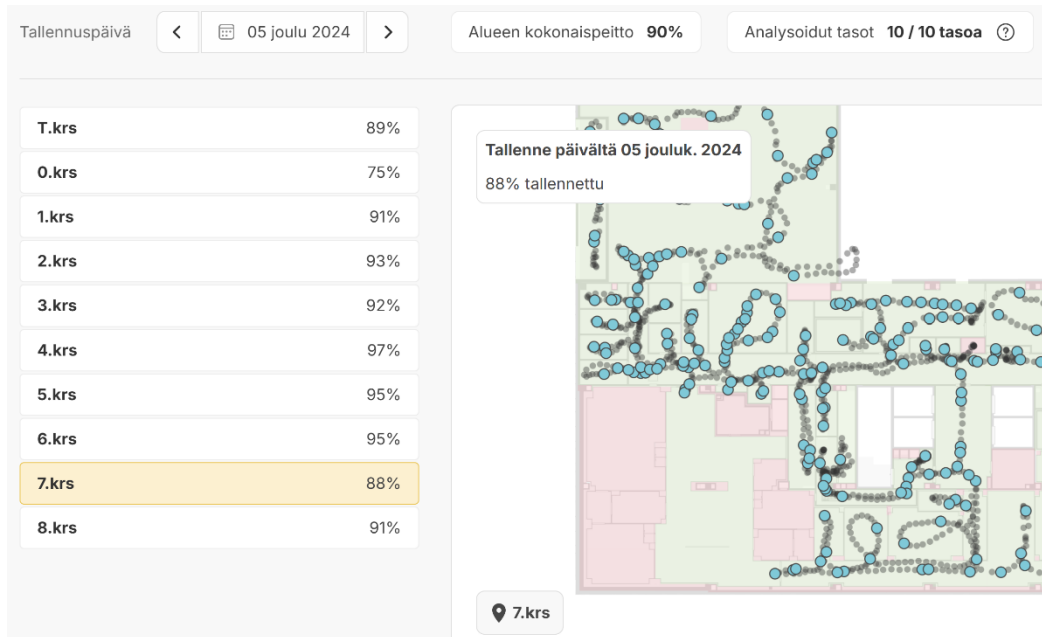 Tallennuspäivä 05 joulu 2024 Alueen kokonaispeitto 90% Analysoidut tasot 10 / 10 tasoa ?
T.krs 89%
0.krs 75%
1.krs 91%
2.krs 93%
3.krs 92%
4.krs 97%
5.krs 95%
6.krs 95%
7.krs 88%
8.krs 91%
Tallenne päivältä 05 jouluk. 2024
88% tallennettu
7.krs